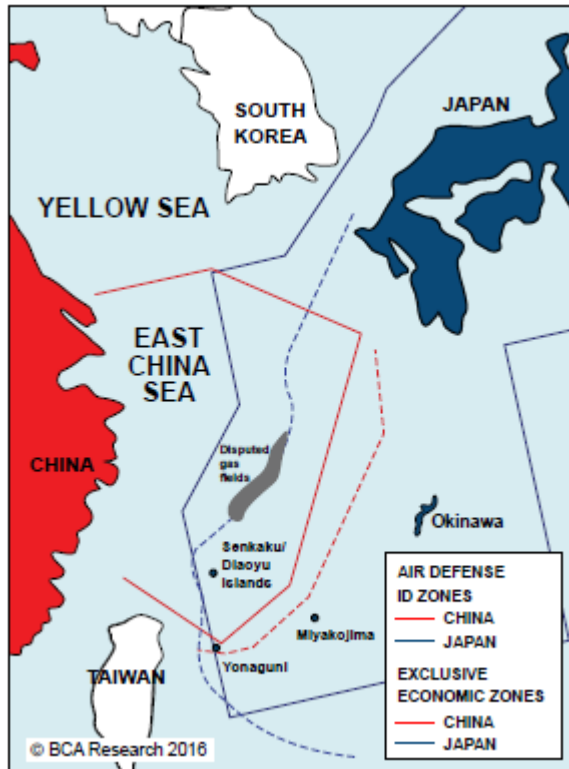 SOUTH
KOREA
JAPAN
YELLOW SEA
EAST
CHINA
SEA
CHINA
Disputed
gas
fields
Okinawa
Senkaku/
Diaoyu
Islands
Miyakojima
Yonaguni
TAIWAN
AIR DEFENSE
ID ZONES
CHINA
JAPAN
EXCLUSIVE
ECONOMIC ZONES
CHINA
JAPAN
© BCA Research 2016